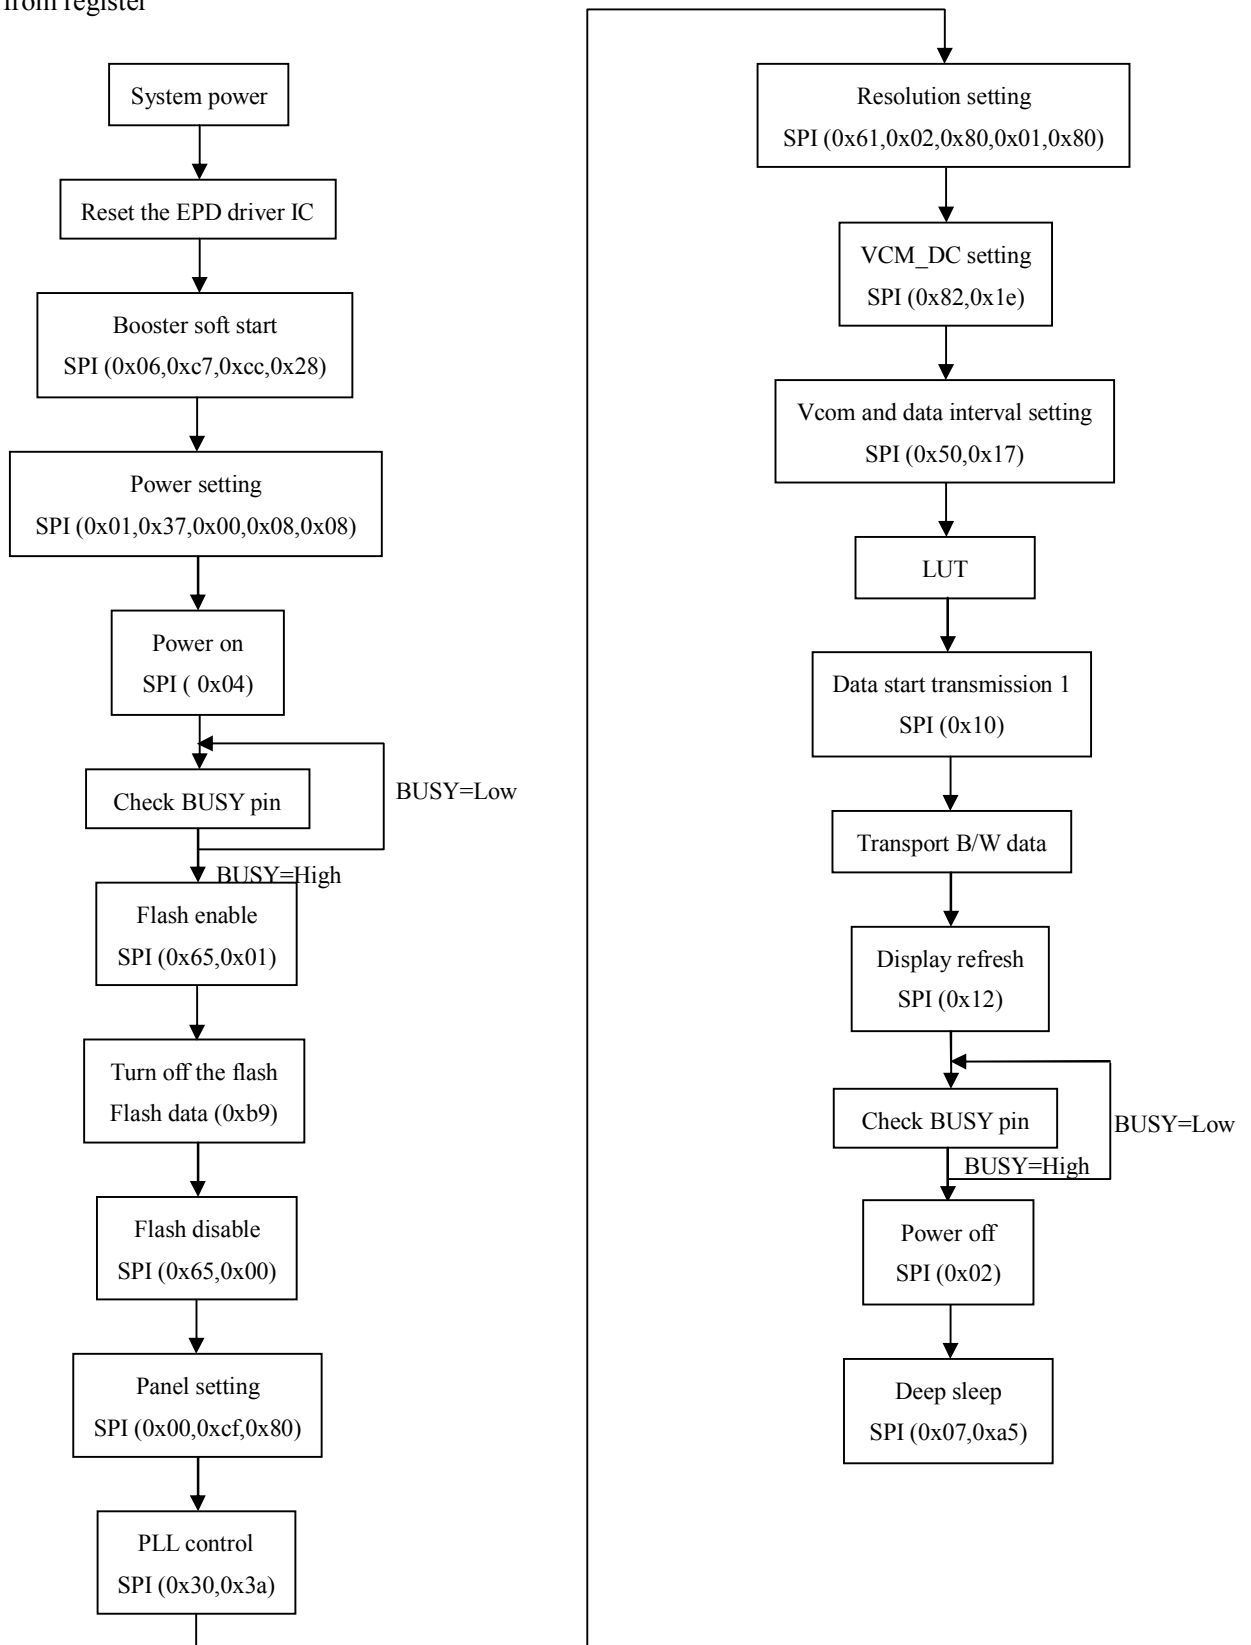 from register
System power
Reset the EPD driver IC
Booster soft start
SPI (0x06,0xc7,0xcc,0x28)
Power setting
SPI (0x01,0x37,0x00,0x08,0x08)
Power on
SPI ( 0x04)
Check BUSY pin
BUSY=Low
BUSY=High
Flash enable
SPI (0x65,0x01)
Turn off the flash
Flash data (0xb9)
Flash disable
SPI (0x65,0x00)
Panel setting
SPI (0x00,0xcf,0x80)
PLL control
SPI (0x30,0x3a)
Resolution setting
SPI (0x61,0x02,0x80,0x01,0x80)
VCM_DC setting
SPI (0x82,0x1e)
Vcom and data interval setting
SPI (0x50,0x17)
LUT
Data start transmission 1
SPI (0x10)
Transport B/W data
Display refresh
SPI (0x12)
Check BUSY pin
BUSY=Low
BUSY=High
Power off
SPI (0x02)
Deep sleep
SPI (0x07,0xa5)